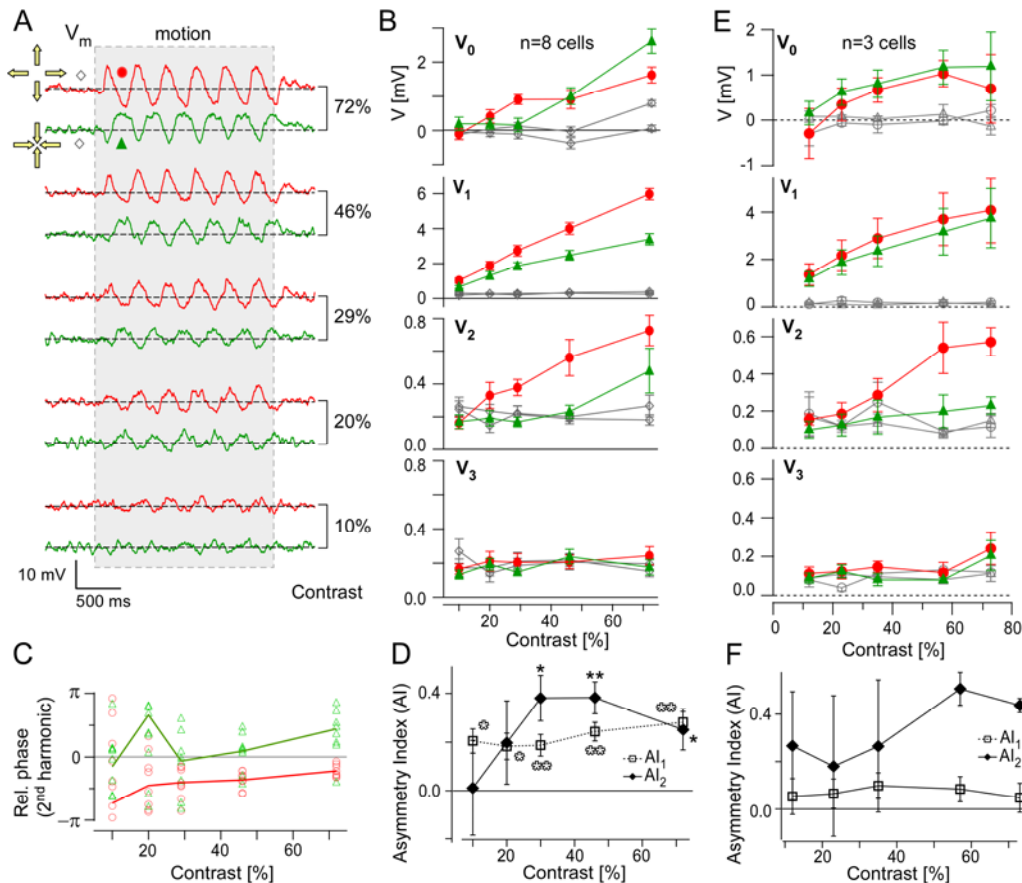 A
Vm
motion
72%
46%
29%
20%
10%
10 mV
500 ms
Contrast
B
V0
n=8 cells
V [mV]
3
2
1
0
V1
6
4
2
0
V2
0.8
0.4
0.0
V3
0.8
0.4
0.0
20
40
60
Contrast [%]
E
V0
n=3 cells
V [mV]
2
1
0
1
V1
4
2
0
V2
0.6
0.4
0.2
0.0
V3
0.6
0.4
0.2
0.0
0
20
40
60
80
Contrast [%]
C
Rel. phase
(2nd harmonic)
π
0
−π
20
40
60
Contrast [%]
D
Asymmetry Index (AI)
0.4
0.0
*
**
*
AI1
AI2
20
40
60
Contrast [%]
F
Asymmetry Index (AI)
0.4
0.0
AI1
AI2
20
40
60
Contrast [%]